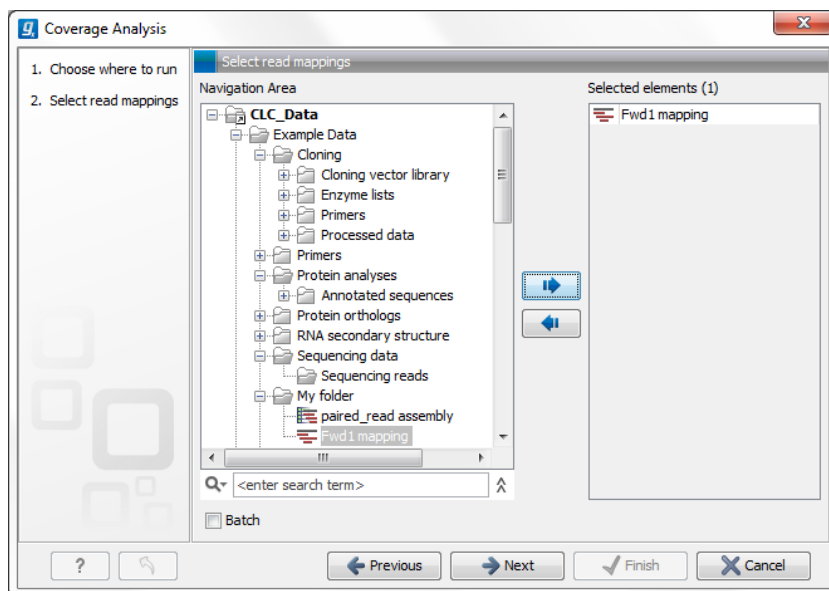 Coverage Analysis
1. Choose where to run
2. Select read mappings
Select read mappings
Navigation Area
CLC_Data
Example Data
Cloning
Cloning vector library
Enzyme lists
Primers
Processed data
Primers
Protein analyses
Annotated sequences
Protein orthologs
RNA secondary structure
Sequencing data
Sequencing reads
My folder
paired_read assembly
Fwd1 mapping
<enter search term>
Batch
Selected elements (1)
Fwd1 mapping
?
Previous
Next
Finish
Cancel